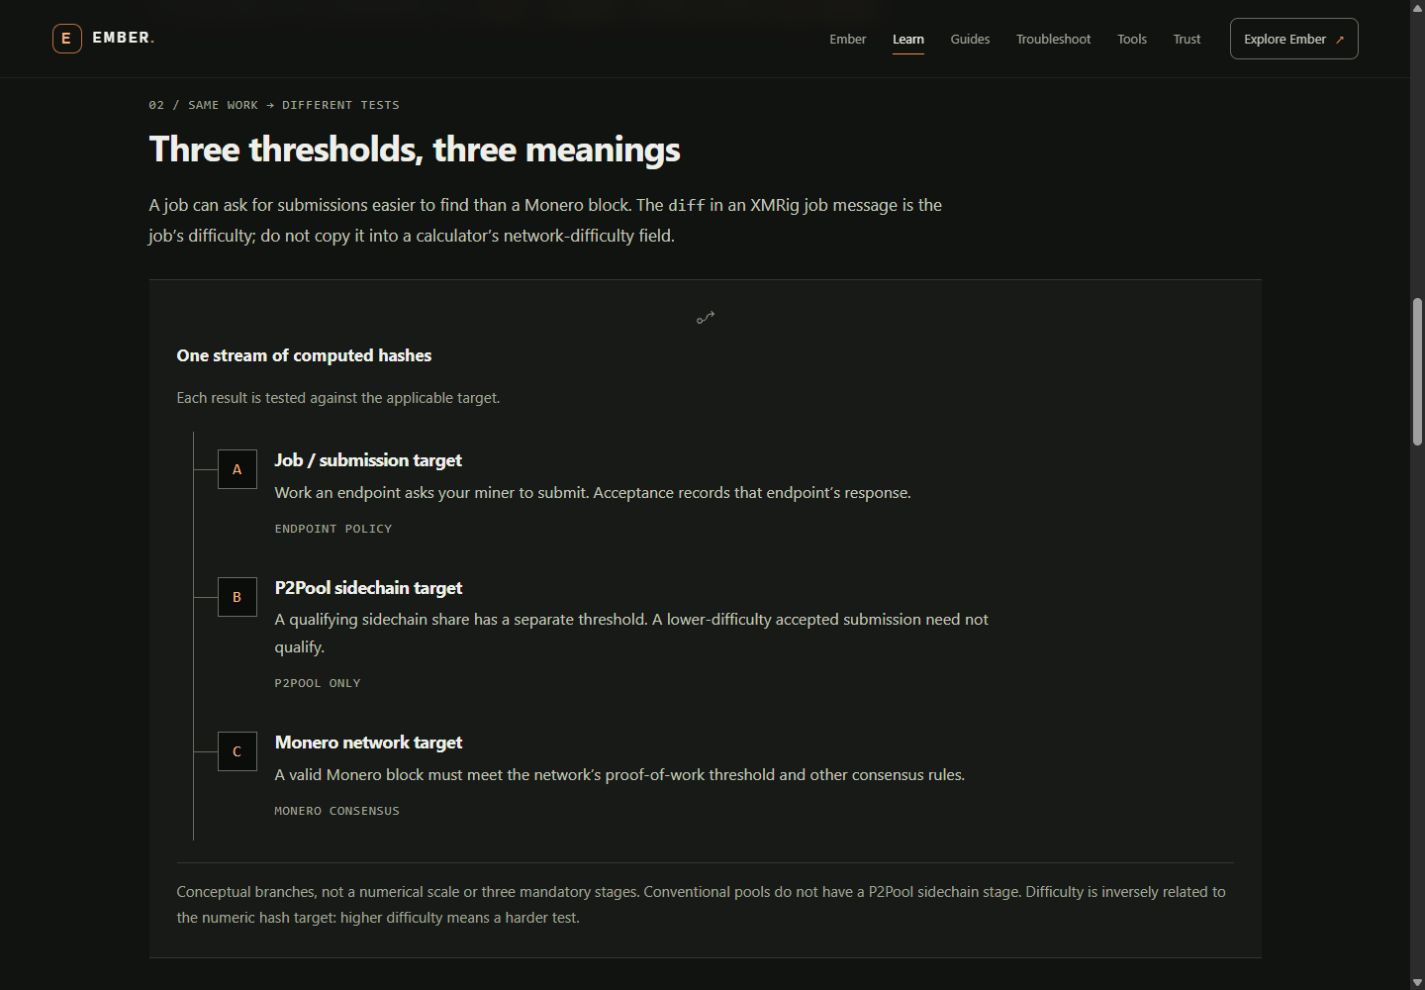 E EMBER.
Ember Learn Guides Troubleshoot Tools Trust Explore Ember ↗
02 / SAME WORK → DIFFERENT TESTS
Three thresholds, three meanings
A job can ask for submissions easier to find than a Monero block. The diff in an XMRig job message is the
job’s difficulty; do not copy it into a calculator’s network-difficulty field.
One stream of computed hashes
Each result is tested against the applicable target.
A
Job / submission target
Work an endpoint asks your miner to submit. Acceptance records that endpoint’s response.
ENDPOINT POLICY
B
P2Pool sidechain target
A qualifying sidechain share has a separate threshold. A lower-difficulty accepted submission need not
qualify.
P2POOL ONLY
C
Monero network target
A valid Monero block must meet the network’s proof-of-work threshold and other consensus rules.
MONERO CONSENSUS
Conceptual branches, not a numerical scale or three mandatory stages. Conventional pools do not have a P2Pool sidechain stage. Difficulty is inversely related to
the numeric hash target: higher difficulty means a harder test.